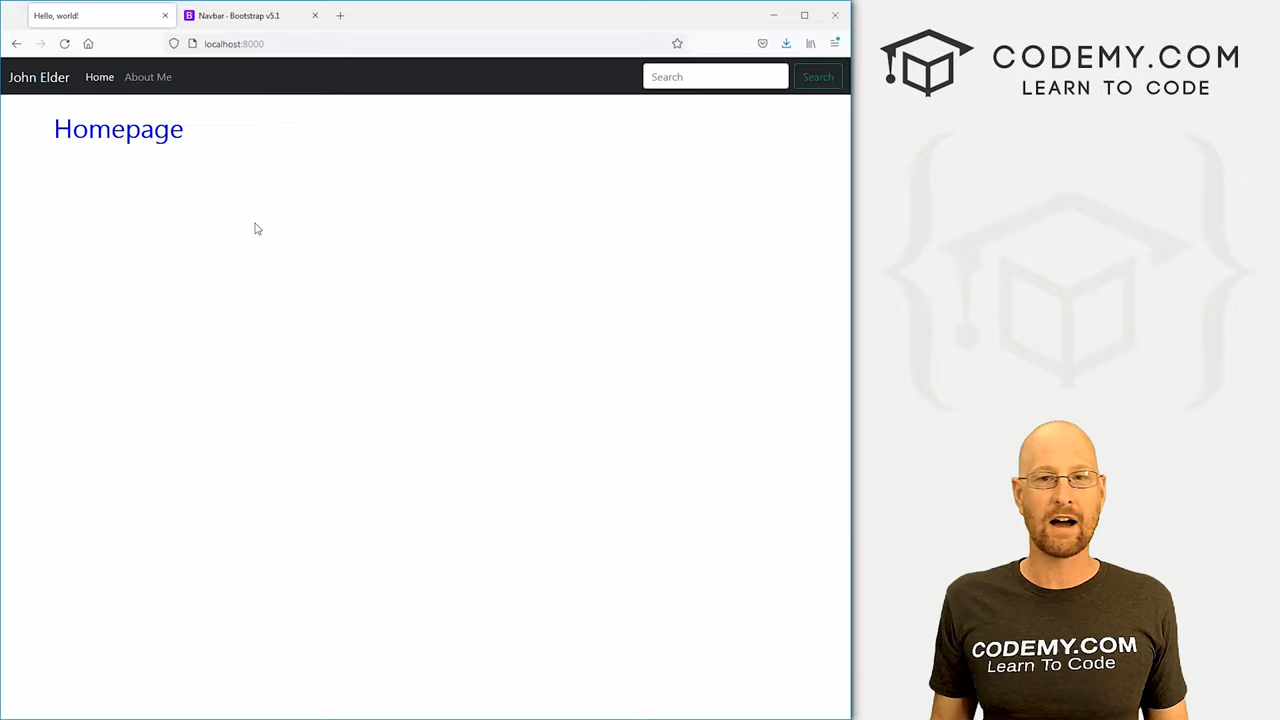 Hello, world!
Navbar - Bootstrap v5.1
localhost:8000
John Elder Home About Me Search Search
Homepage
CODEMY.COM
LEARN TO CODE
CODEMY.COM
Learn To Code